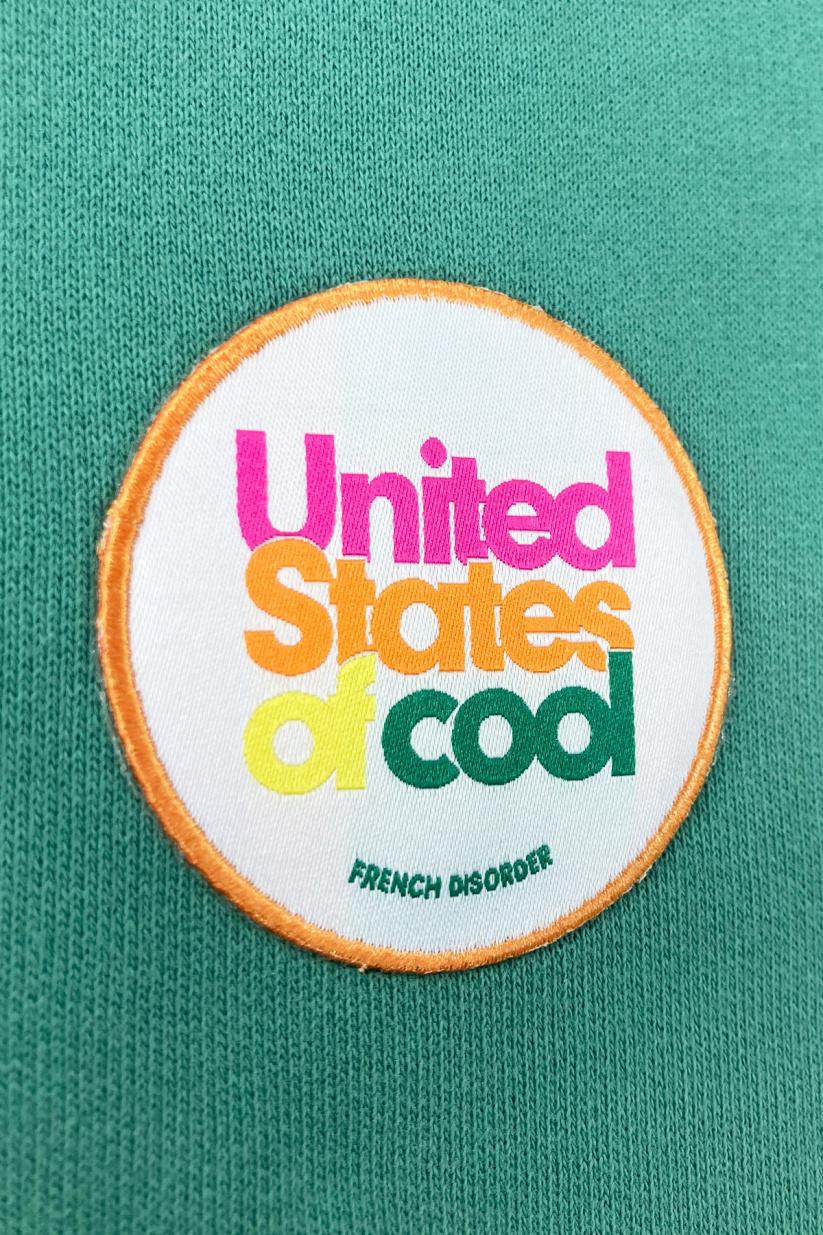 United
States
of cool
FRENCH DISORDER